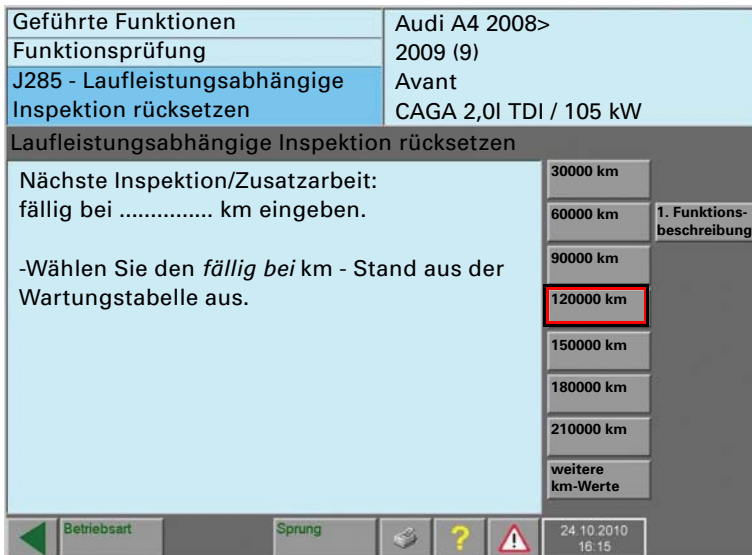 Geführte Funktionen
Funktionsprüfung
J285 - Laufleistungsabhängige
Inspektion rücksetzen
Audi A4 2008>
2009 (9)
Avant
CAGA 2,0l TDI / 105 kW
Laufleistungsabhängige Inspektion rücksetzen
Nächste Inspektion/Zusatzarbeit:
fällig bei ............... km eingeben.
-Wählen Sie den fällig bei km - Stand aus der
Wartungstabelle aus.
30000 km
60000 km
90000 km
120000 km
150000 km
180000 km
210000 km
weitere
km-Werte
1. Funktions-
beschreibung
Betriebsart
Sprung
?
24.10.2010
16:15